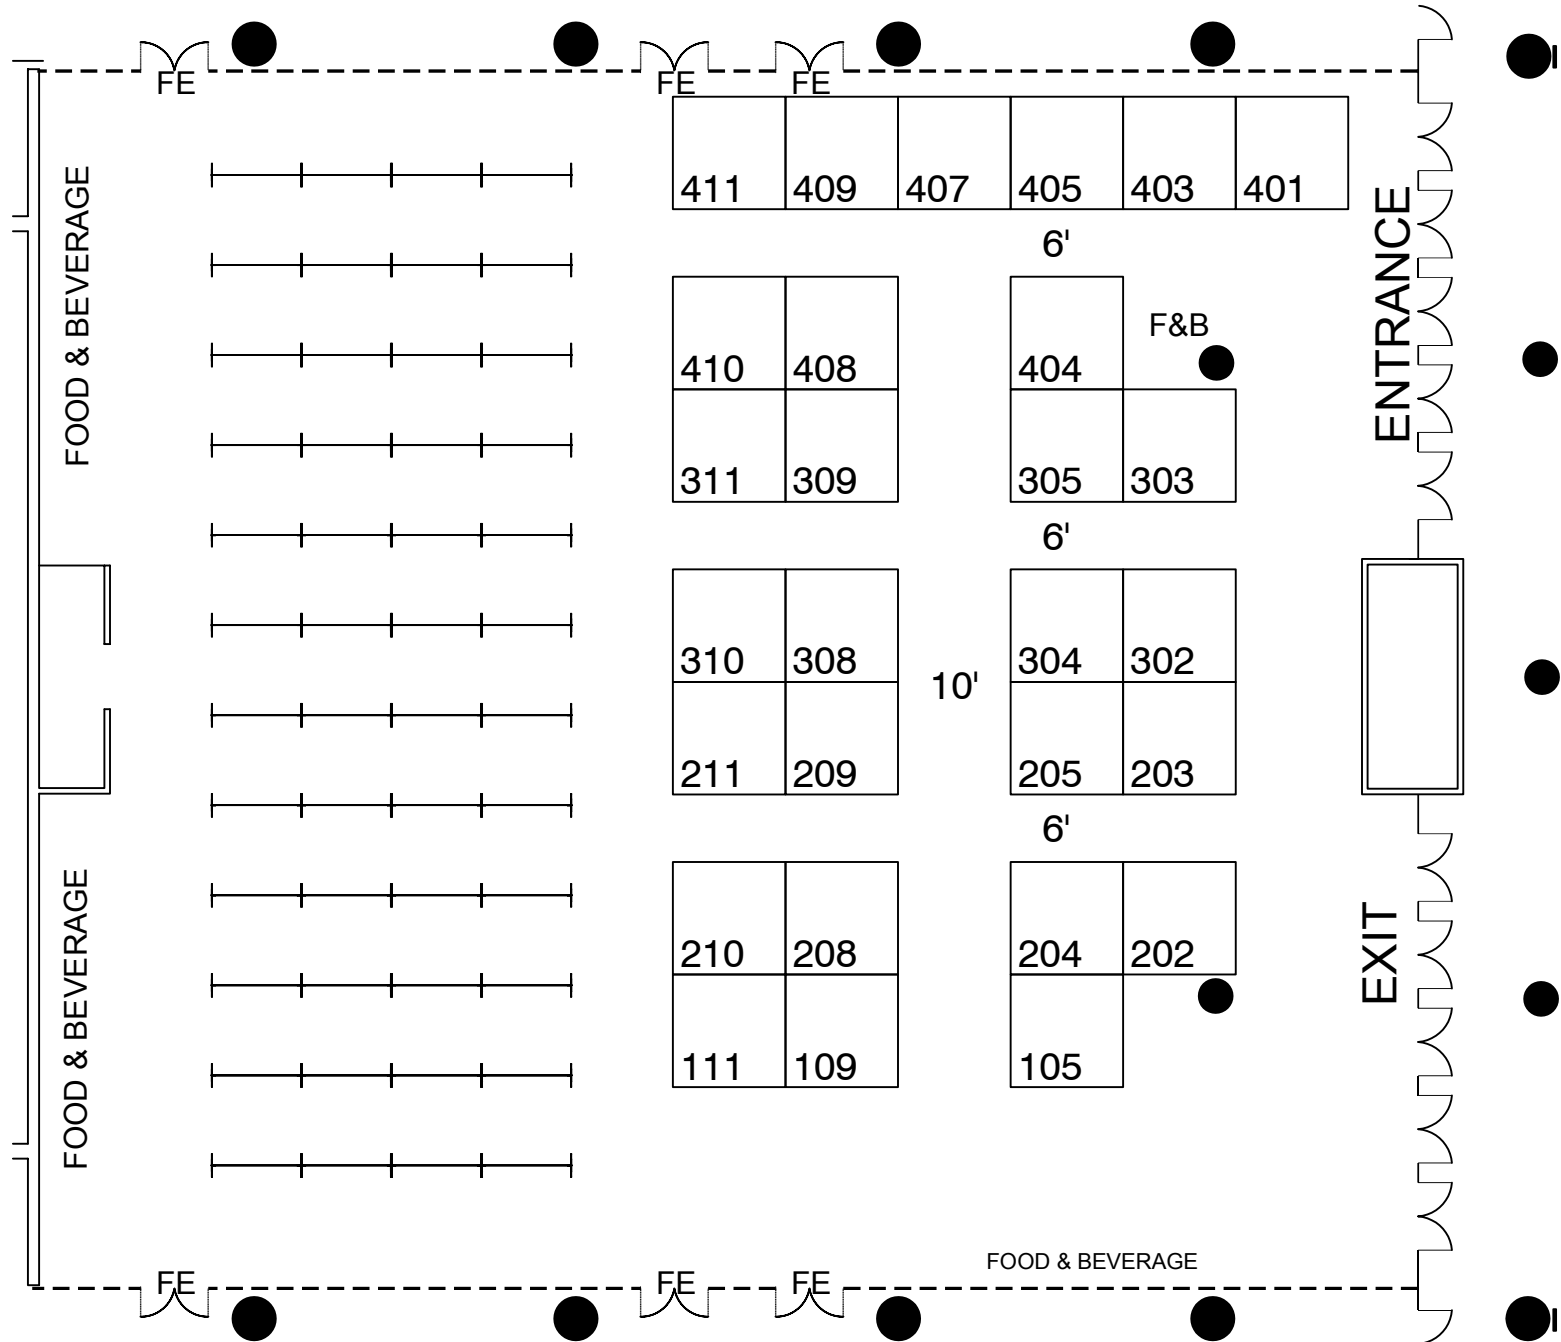 FE FE FE
411 409 407 405 403 401
6'
FOOD & BEVERAGE
ENTRANCE
F&B
410 408 404
311 309 305 303
6'
310 308 304 302
10'
211 209 205 203
6'
FOOD & BEVERAGE
EXIT
210 208 204 202
111 109 105
FOOD & BEVERAGE
FE FE FE